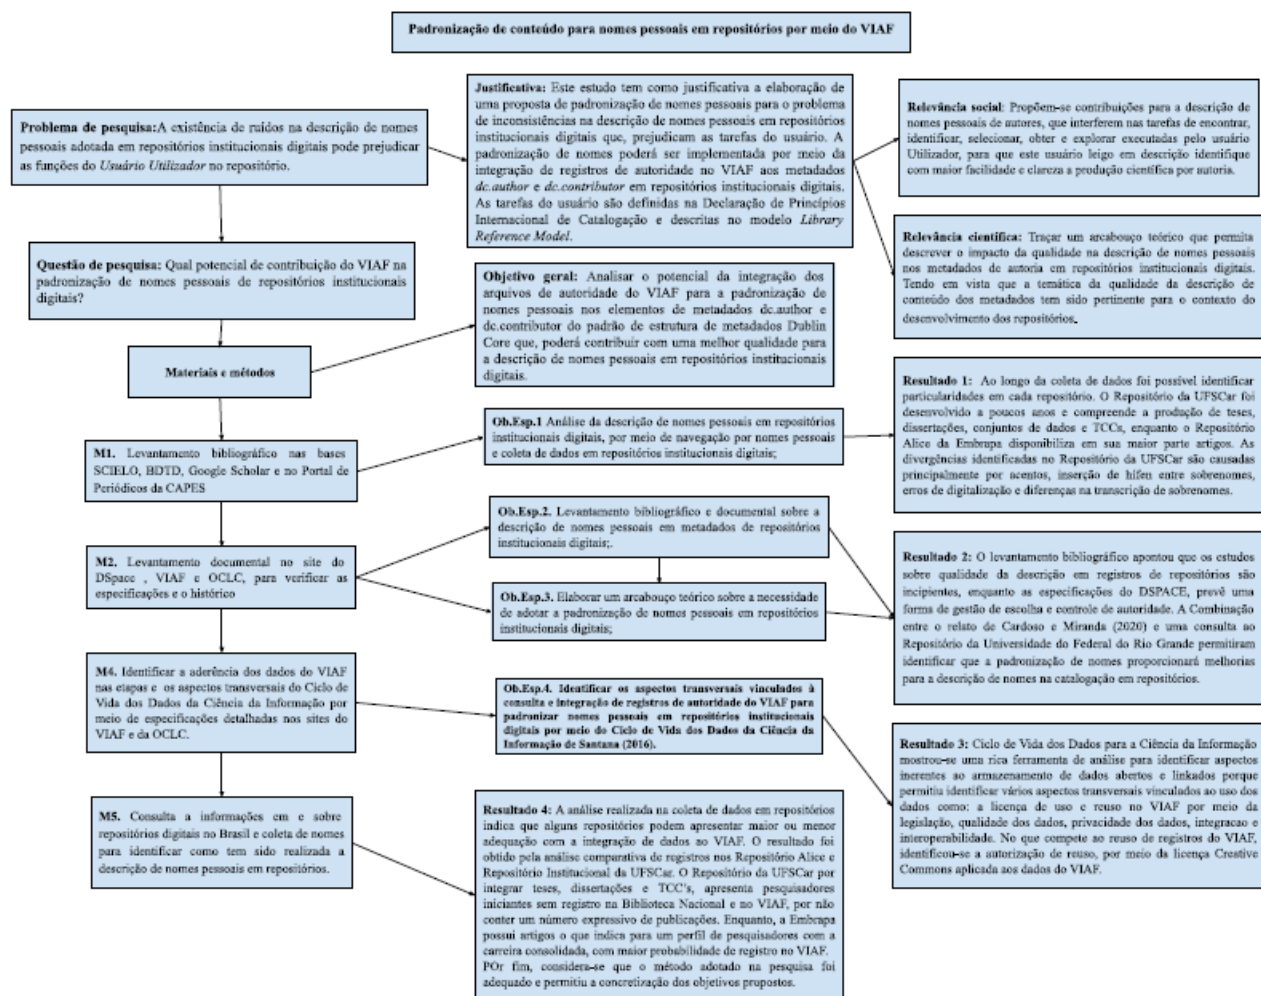 Padronização de conteúdo para nomes pessoais em repositórios por meio do VIAF
Problema de pesquisa:A existência de ruídos na descrição de nomes
pessoais adotada em repositórios institucionais digitais pode prejudicar
as funções do Usuário Utilizador no repositório.
Justificativa: Este estudo tem como justificativa a elaboração de
uma proposta de padronização de nomes pessoais para o problema
de inconsistências na descrição de nomes pessoais em repositórios
institucionais digitais que, prejudicam as tarefas do usuário. A
padronização de nomes poderá ser implementada por meio da
integração de registros de autoridade no VIAF aos metadados
dc.author e dc.contributor em repositórios institucionais digitais.
As tarefas do usuário são definidas na Declaração de Princípios
Internacional de Catalogação e descritas no modelo Library
Reference Model.
Relevância social: Propõem-se contribuições para a descrição de
nomes pessoais de autores, que interferem nas tarefas de encontrar,
identificar, selecionar, obter e explorar executadas pelo usuário
Utilizador, para que este usuário leigo em descrição identifique
com maior facilidade e clareza a produção científica por autoria.
Relevância científica: Traçar um arcabouço teórico que permita
descrever o impacto da qualidade na descrição de nomes pessoais
nos metadados de autoria em repositórios institucionais digitais.
Tendo em vista que a temática da qualidade da descrição de
conteúdo dos metadados tem sido pertinente para o contexto do
desenvolvimento dos repositórios.
Questão de pesquisa: Qual potencial de contribuição do VIAF na
padronização de nomes pessoais de repositórios institucionais
digitais?
Objetivo geral: Analisar o potencial da integração dos
arquivos de autoridade do VIAF para a padronização de
nomes pessoais nos elementos de metadados dc.author e
dc.contributor do padrão de estrutura de metadados Dublin
Core que, poderá contribuir com uma melhor qualidade para
a descrição de nomes pessoais em repositórios institucionais
digitais.
Materiais e métodos
M1. Levantamento bibliográfico nas bases
SCIELO, BDTD, Google Scholar e no Portal de
Periódicos da CAPES
Ob.Esp.1 Análise da descrição de nomes pessoais em repositórios
institucionais digitais, por meio de navegação por nomes pessoais
e coleta de dados em repositórios institucionais digitais;
Resultado 1: Ao longo da coleta de dados foi possível identificar
particularidades em cada repositório. O Repositório da UFSCar foi
desenvolvido a poucos anos e compreende a produção de teses,
dissertações, conjuntos de dados e TCCs, enquanto o Repositório
Alice da Embrapa disponibiliza em sua maior parte artigos. As
divergências identificadas no Repositório da UFSCar são causadas
principalmente por acentos, inserção de hífen entre sobrenomes,
erros de digitalização e diferenças na transcrição de sobrenomes.
M2. Levantamento documental no site do
DSpace , VIAF e OCLC, para verificar as
especificações e o histórico
Ob.Esp.2. Levantamento bibliográfico e documental sobre a
descrição de nomes pessoais em metadados de repositórios
institucionais digitais;.
Ob.Esp.3. Elaborar um arcabouço teórico sobre a necessidade
de adotar a padronização de nomes pessoais em repositórios
institucionais digitais;
Resultado 2: O levantamento bibliográfico apontou que os estudos
sobre qualidade da descrição em registros de repositórios são
incipientes, enquanto as especificações do DSPACE, prevê uma
forma de gestão de escolha e controle de autoridade. A Combinação
entre o relato de Cardoso e Miranda (2020) e uma consulta ao
Repositório da Universidade do Federal do Rio Grande permitiram
identificar que a padronização de nomes proporcionará melhorias
para a descrição de nomes na catalogação em repositórios.
M4. Identificar a aderência dos dados do VIAF
nas etapas e os aspectos transversais do Ciclo de
Vida dos Dados da Ciência da Informação por
meio de especificações detalhadas nos sites do
VIAF e da OCLC.
Ob.Esp.4. Identificar os aspectos transversais vinculados à
consulta e integração de registros de autoridade do VIAF para
padronizar nomes pessoais em repositórios institucionais
digitais por meio do Ciclo de Vida dos Dados da Ciência da
Informação de Santana (2016).
Resultado 3: Ciclo de Vida dos Dados para a Ciência da Informação
mostrou-se uma rica ferramenta de análise para identificar aspectos
inerentes ao armazenamento de dados abertos e linkados porque
permitiu identificar vários aspectos transversais vinculados ao uso dos
dados como: a licença de uso e reuso no VIAF por meio da
legislação, qualidade dos dados, privacidade dos dados, integracao e
interoperabilidade. No que compete ao reuso de registros do VIAF,
identificou-se a autorização de reuso, por meio da licença Creative
Commons aplicada aos dados do VIAF.
M5. Consulta a informações em e sobre
repositórios digitais no Brasil e coleta de nomes
para identificar como tem sido realizada a
descrição de nomes pessoais em repositórios.
Resultado 4: A análise realizada na coleta de dados em repositórios
indica que alguns repositórios podem apresentar maior ou menor
adequação com a integração de dados ao VIAF. O resultado foi
obtido pela análise comparativa de registros nos Repositório Alice e
Repositório Institucional da UFSCar. O Repositório da UFSCar por
integrar teses, dissertações e TCC's, apresenta pesquisadores
iniciantes sem registro na Biblioteca Nacional e no VIAF, por não
conter um número expressivo de publicações. Enquanto, a Embrapa
possui artigos o que indica para um perfil de pesquisadores com a
carreira consolidada, com maior probabilidade de registro no VIAF.
POr fim, considera-se que o método adotado na pesquisa foi
adequado e permitiu a concretização dos objetivos propostos.